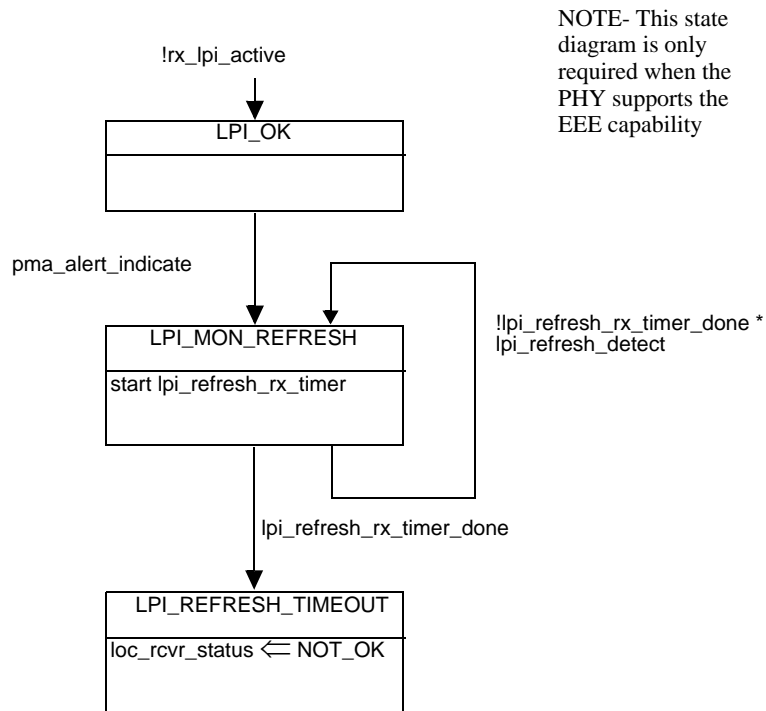 NOTE- This state
diagram is only
required when the
PHY supports the
EEE capability
!rx_lpi_active
LPI_OK
pma_alert_indicate
LPI_MON_REFRESH
start lpi_refresh_rx_timer
!lpi_refresh_rx_timer_done *
lpi_refresh_detect
lpi_refresh_rx_timer_done
LPI_REFRESH_TIMEOUT
loc_rcvr_status ⇐ NOT_OK